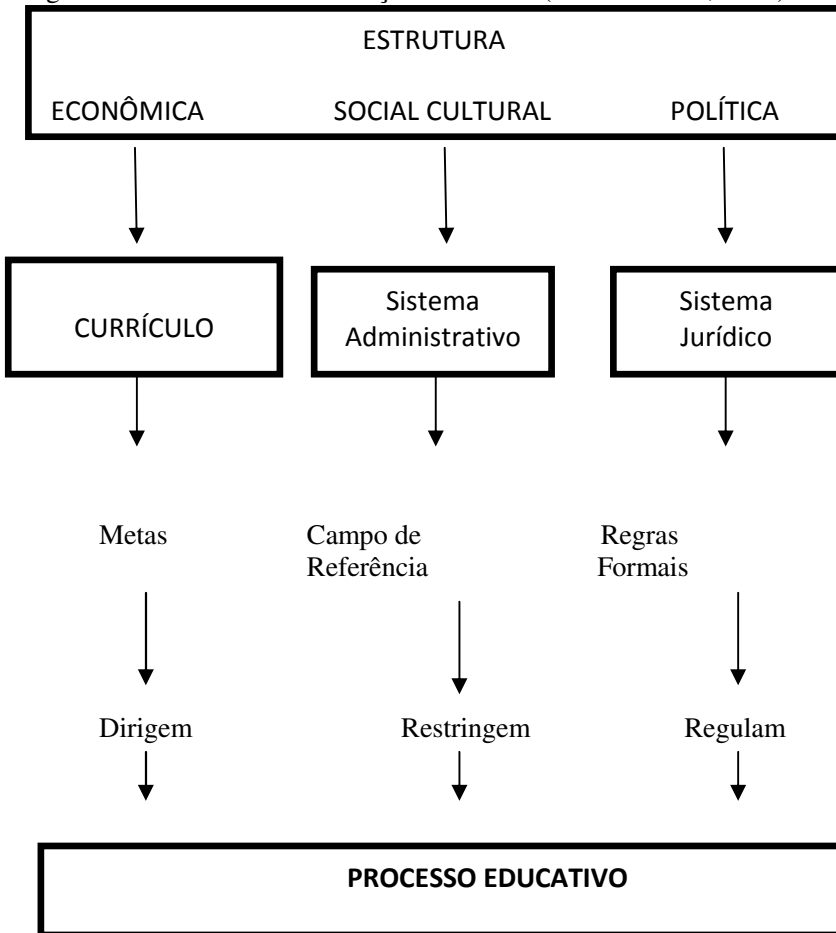 ESTRUTURA
ECONÔMICA SOCIAL CULTURAL POLÍTICA
CURRÍCULO
Sistema
Administrativo
Sistema
Jurídico
Metas
Campo de
Referência
Regras
Formais
Dirigem Restringem Regulam
PROCESSO EDUCATIVO